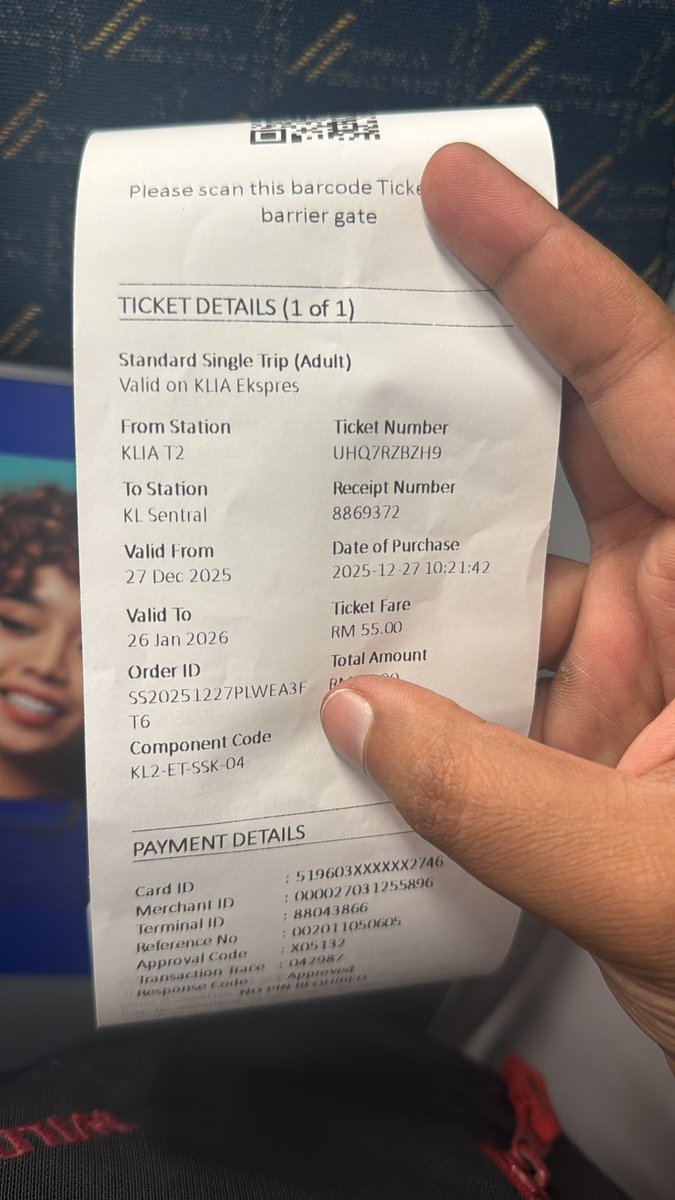 Please scan this barcode
barrier gate
TICKET DETAILS (1 of 1)
Standard Single Trip (Adult)
Valid on KLIA Ekspres
From Station
KLIA T2
Ticket Number
UHQ7RZBZH9
To Station
KL Sentral
Receipt Number
8869372
Valid From
27 Dec 2025
Date of Purchase
2025-12-27 10:21:42
Valid To
26 Jan 2026
Ticket Fare
RM 55.00
Order ID
SS20251227PLWEA3F
T6
Total Amount
Component Code
KL2-ET-SSK-04
PAYMENT DETAILS
Card ID : 519603XXXXXX2746
Merchant ID : 000027031255896
Terminal ID : 88043866
Reference No : 002011050605
Approval Code : X05132
Transaction Trace : 042987
Response Code : Approved
NO PIN REQUIRED